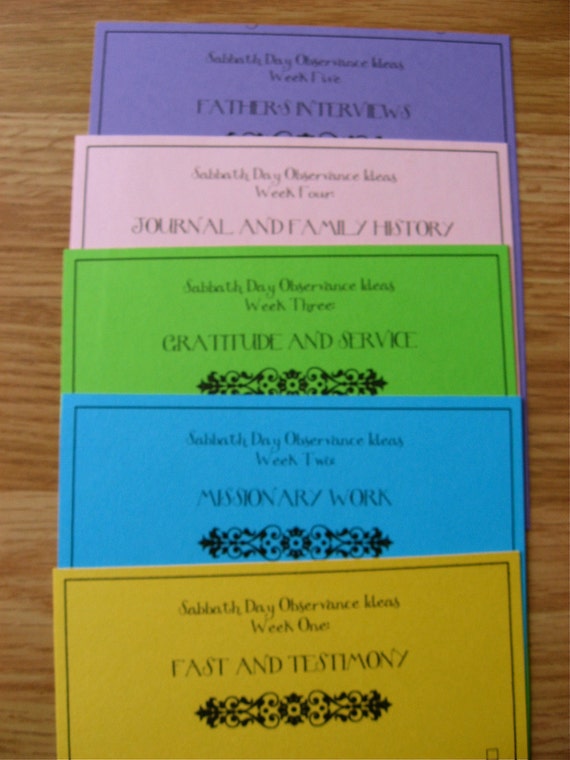 Sabbath Day Observance Ideas
Week Five
FATHER'S INTERVIEWS
Sabbath Day Observance Ideas
Week Four:
JOURNAL AND FAMILY HISTORY
Sabbath Day Observance Ideas
Week Three:
GRATITUDE AND SERVICE
Sabbath Day Observance Ideas
Week Two
MISSIONARY WORK
Sabbath Day Observance Ideas
Week One:
FAST AND TESTIMONY